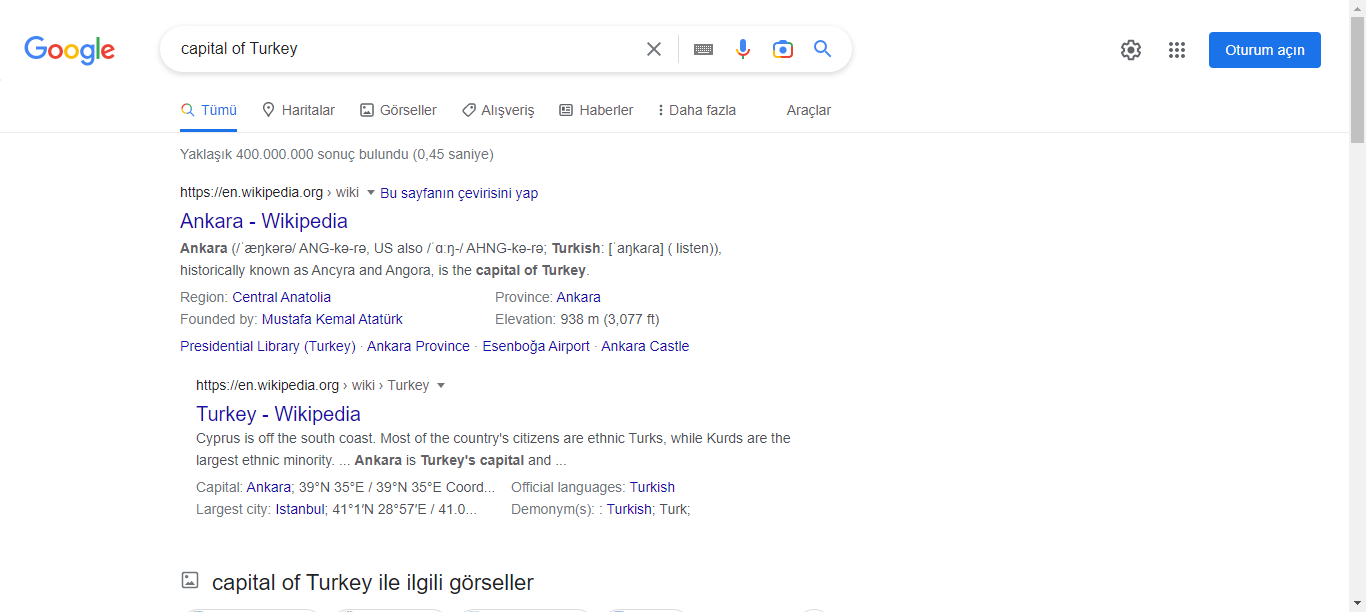 Google
capital of Turkey
Oturum açın
Tümü Haritalar Görseller Alışveriş Haberler Daha fazla Araçlar
Yaklaşık 400.000.000 sonuç bulundu (0,45 saniye)
https://en.wikipedia.org › wiki Bu sayfanın çevirisini yap
Ankara - Wikipedia
Ankara (/ˈæŋkərə/ ANG-kə-rə, US also /ˈɑːŋ-/ AHNG-kə-rə; Turkish: [ˈaŋkaɾa] ( listen)),
historically known as Ancyra and Angora, is the capital of Turkey.
Region: Central Anatolia Province: Ankara
Founded by: Mustafa Kemal Atatürk Elevation: 938 m (3,077 ft)
Presidential Library (Turkey) · Ankara Province · Esenboğa Airport · Ankara Castle
https://en.wikipedia.org › wiki › Turkey
Turkey - Wikipedia
Cyprus is off the south coast. Most of the country's citizens are ethnic Turks, while Kurds are the
largest ethnic minority. ... Ankara is Turkey's capital and ...
Capital: Ankara; 39°N 35°E / 39°N 35°E Coord... Official languages: Turkish
Largest city: Istanbul; 41°1′N 28°57′E / 41.0... Demonym(s): : Turkish; Turk;
capital of Turkey ile ilgili görseller